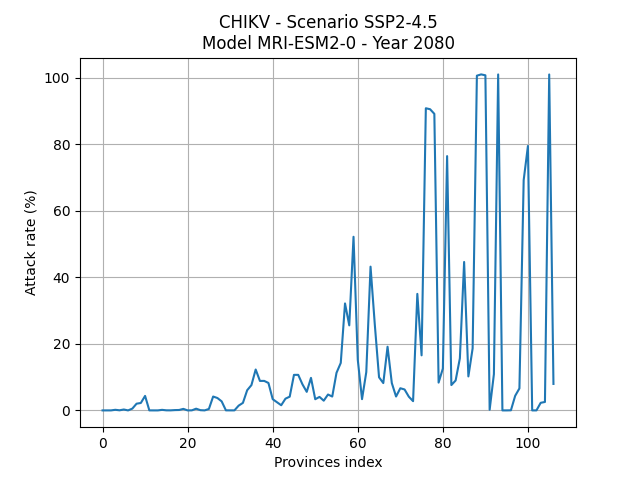 CHIKV - Scenario SSP2-4.5
Model MRI-ESM2-0 - Year 2080
100
80
60
40
20
0
Attack rate (%)
0 20 40 60 80 100
Provinces index